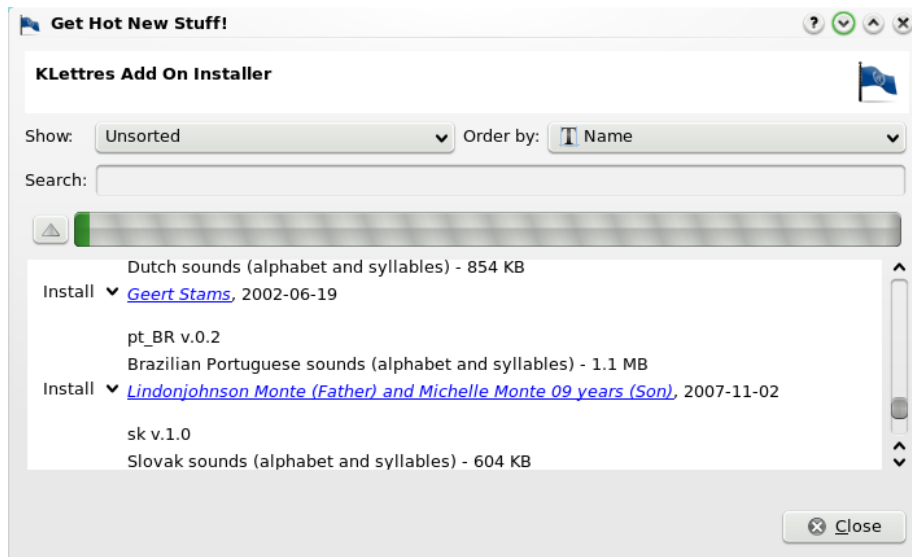 Get Hot New Stuff!
KLettres Add On Installer
Show: Unsorted Order by: T Name
Search:
Dutch sounds (alphabet and syllables) - 854 KB
Install Geert Stams, 2002-06-19
pt_BR v.0.2
Brazilian Portuguese sounds (alphabet and syllables) - 1.1 MB
Install Lindonjohnson Monte (Father) and Michelle Monte 09 years (Son), 2007-11-02
sk v.1.0
Slovak sounds (alphabet and syllables) - 604 KB
Close